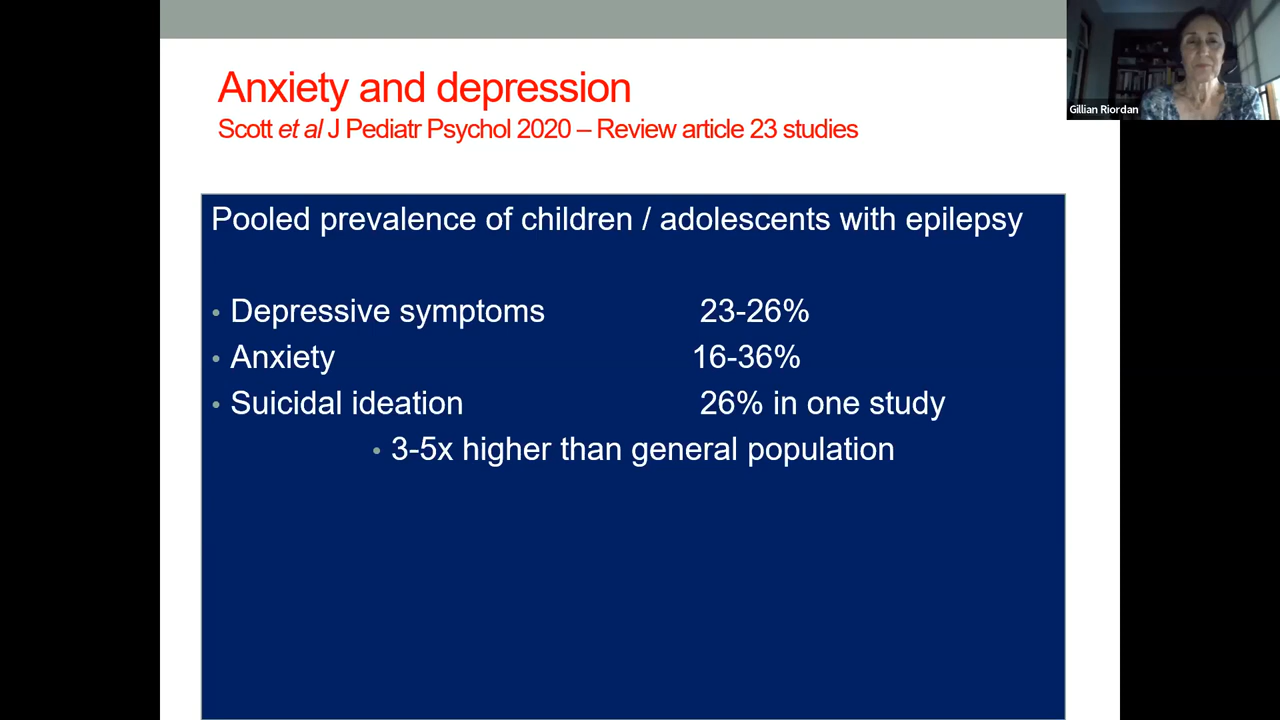 Anxiety and depression
Scott et al J Pediatr Psychol 2020 – Review article 23 studies
Gillian Riordan
Pooled prevalence of children / adolescents with epilepsy
• Depressive symptoms 23-26%
• Anxiety 16-36%
• Suicidal ideation 26% in one study
• 3-5x higher than general population